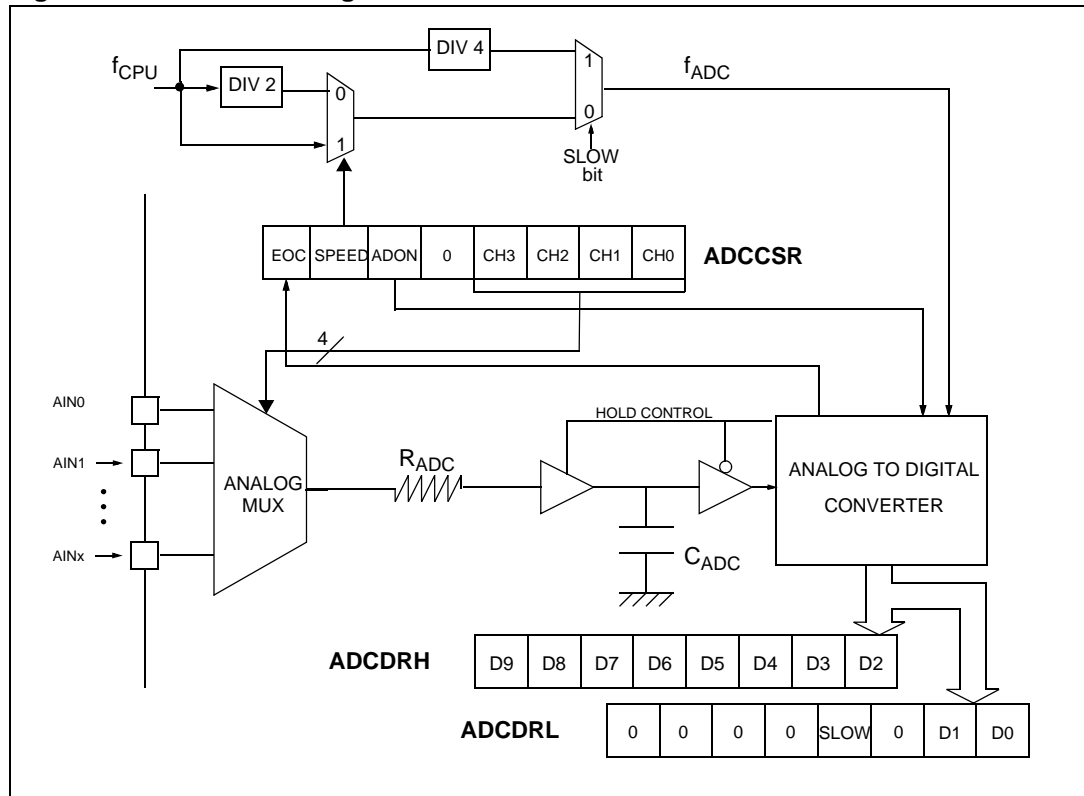 DIV 4
fCPU
DIV 2
0
1
1
0
fADC
SLOW
bit
EOC SPEED ADON 0 CH3 CH2 CH1 CH0
ADCCSR
4
AIN0
AIN1
AINx
ANALOG
MUX
RADC
HOLD CONTROL
CADC
ANALOG TO DIGITAL
CONVERTER
ADCDRH
D9 D8 D7 D6 D5 D4 D3 D2
ADCDRL
0 0 0 0 SLOW 0 D1 D0